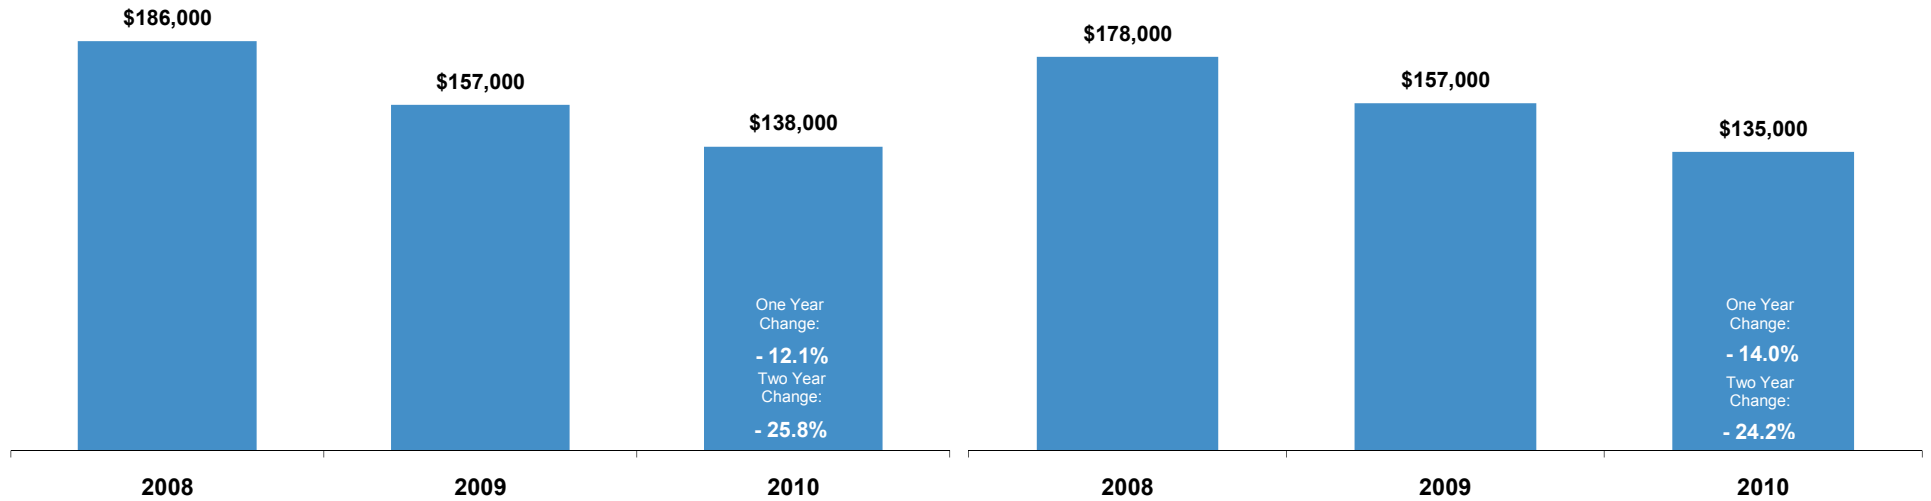 $186,000
$157,000
$138,000
One Year
Change:
- 12.1%
Two Year
Change:
- 25.8%
2008
2009
2010
$178,000
$157,000
$135,000
One Year
Change:
- 14.0%
Two Year
Change:
- 24.2%
2008
2009
2010